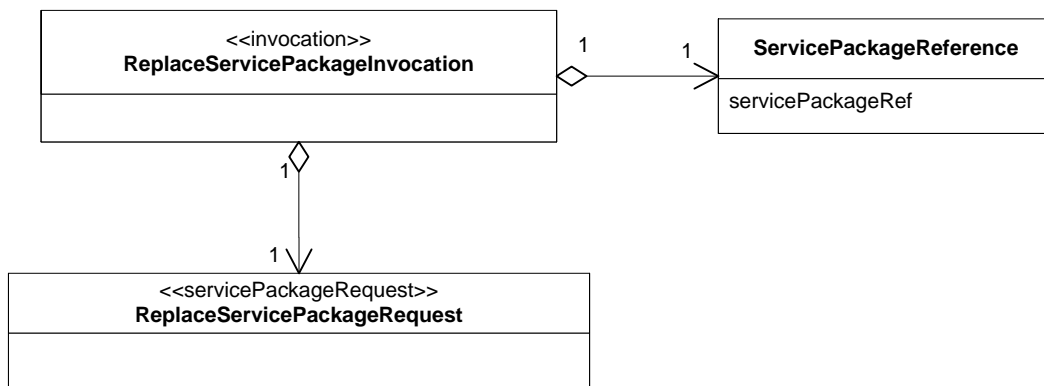 <<invocation>>
ReplaceServicePackageInvocation
1
1
ServicePackageReference
servicePackageRef
1
1
<<servicePackageRequest>>
ReplaceServicePackageRequest